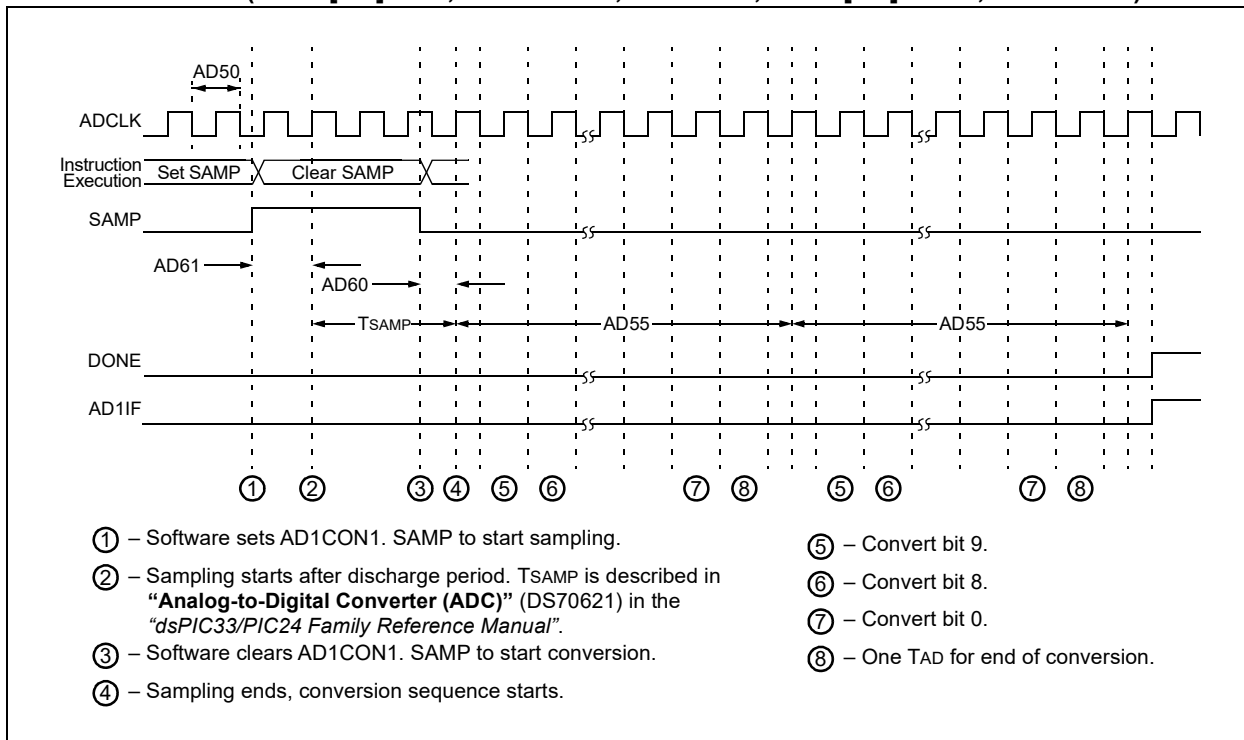 AD50
ADCLK
Instruction
Execution
Set SAMP
Clear SAMP
SAMP
AD61
AD60
TSAMP
AD55
AD55
DONE
AD1IF
1
2
3
4
5
6
7
8
5
6
7
8
1 – Software sets AD1CON1. SAMP to start sampling.
2 – Sampling starts after discharge period. TSAMP is described in
“Analog-to-Digital Converter (ADC)” (DS70621) in the
“dsPIC33/PIC24 Family Reference Manual”.
3 – Software clears AD1CON1. SAMP to start conversion.
4 – Sampling ends, conversion sequence starts.
5 – Convert bit 9.
6 – Convert bit 8.
7 – Convert bit 0.
8 – One TAD for end of conversion.